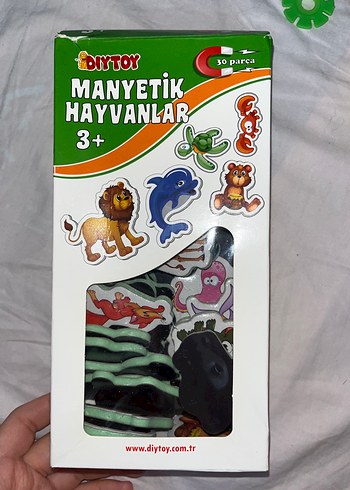 DIYTOY
30 parça
MANYETİK
HAYVANLAR
3+
www.diytoy.com.tr